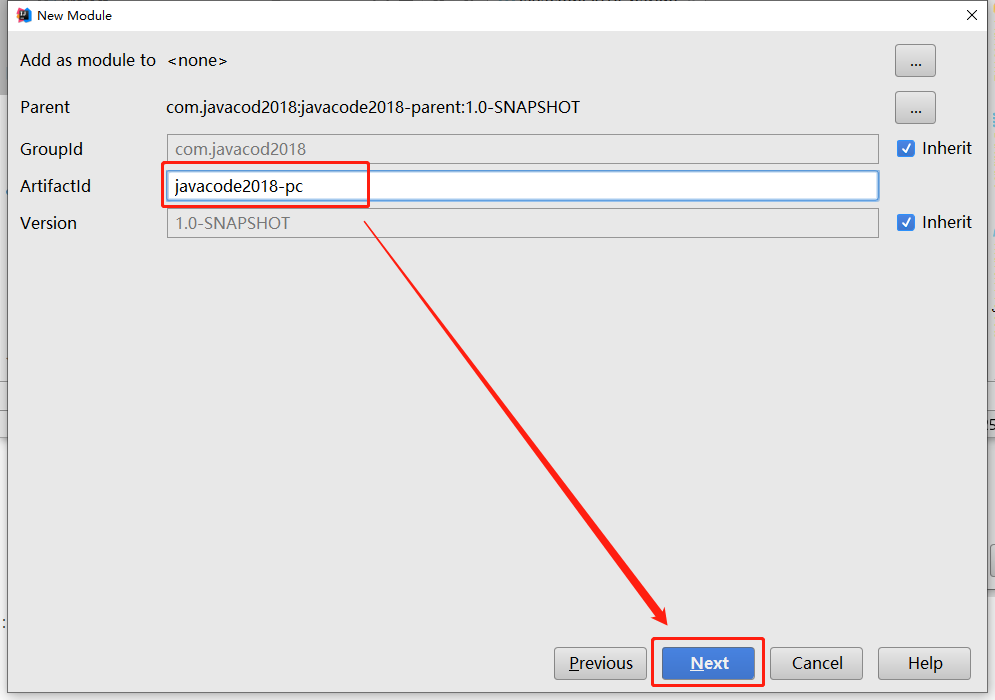 New Module
Add as module to <none>
...
Parent com.javacod2018:javacode2018-parent:1.0-SNAPSHOT
...
GroupId com.javacod2018 Inherit
ArtifactId javacode2018-pc
Version 1.0-SNAPSHOT Inherit
Previous Next Cancel Help